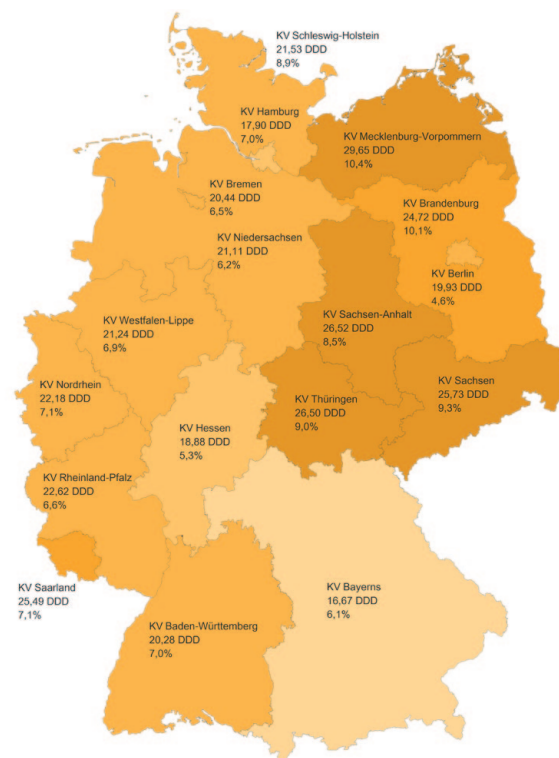 KV Schleswig-Holstein
21,53 DDD
8,9%
KV Hamburg
17,90 DDD
7,0%
KV Mecklenburg-Vorpommern
29,65 DDD
10,4%
KV Bremen
20,44 DDD
6,5%
KV Brandenburg
24,72 DDD
10,1%
KV Niedersachsen
21,11 DDD
6,2%
KV Berlin
19,93 DDD
4,6%
KV Westfalen-Lippe
21,24 DDD
6,9%
KV Sachsen-Anhalt
26,52 DDD
8,5%
KV Nordrhein
22,18 DDD
7,1%
KV Thüringen
26,50 DDD
9,0%
KV Sachsen
25,73 DDD
9,3%
KV Hessen
18,88 DDD
5,3%
KV Rheinland-Pfalz
22,62 DDD
6,6%
KV Saarland
25,49 DDD
7,1%
KV Bayerns
16,67 DDD
6,1%
KV Baden-Württemberg
20,28 DDD
7,0%